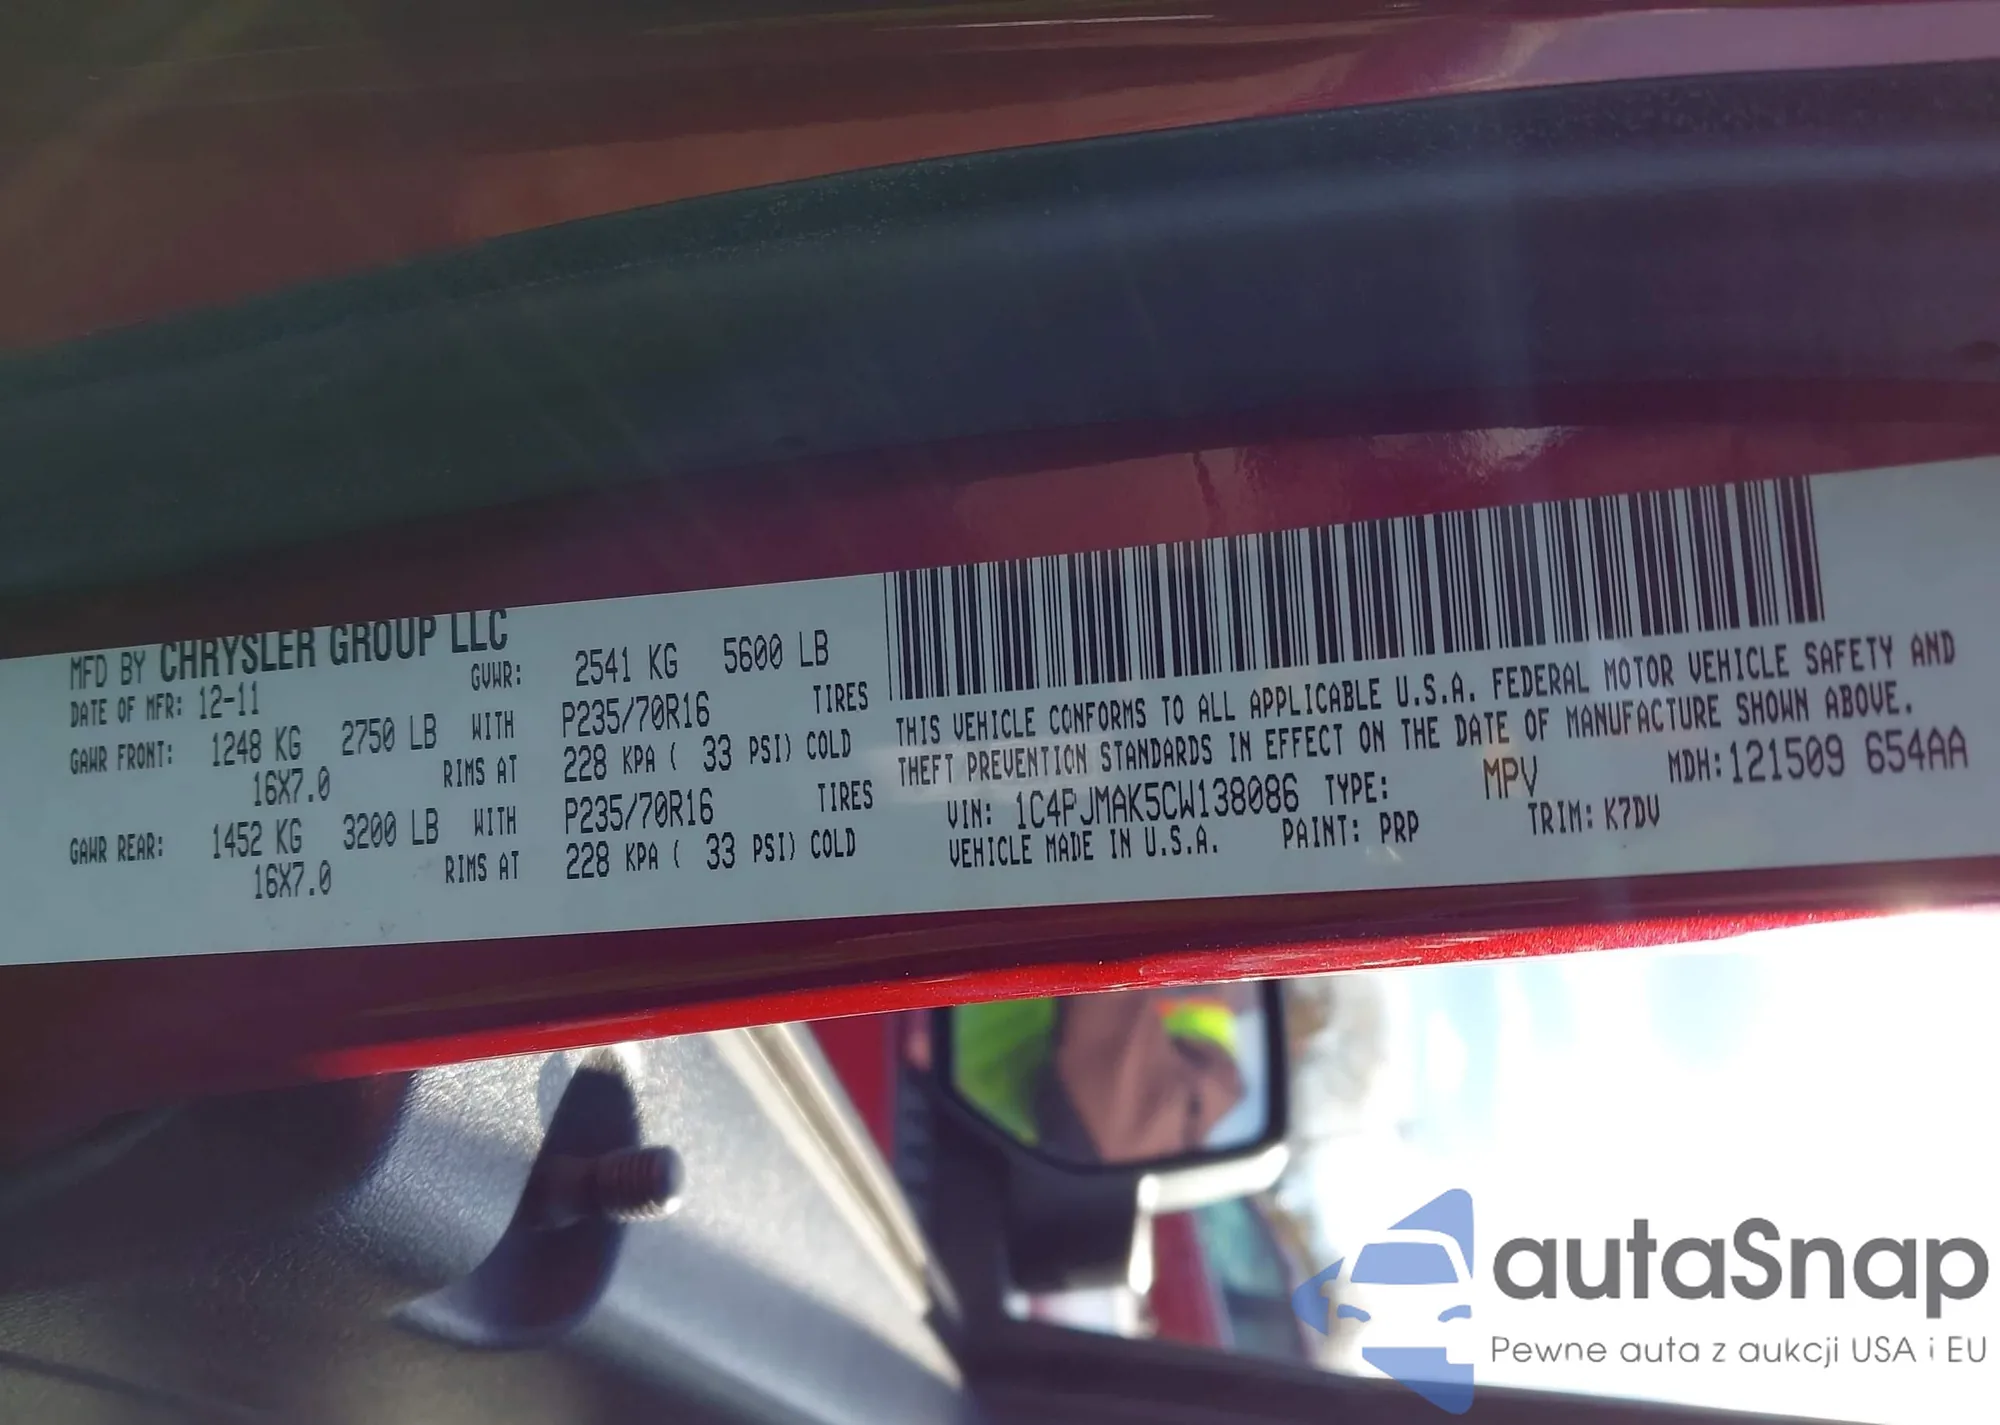 MFD BY CHRYSLER GROUP LLC
DATE OF MFR: 12-11 GVWR: 2541 KG 5600 LB
GAWR FRONT: 1248 KG 2750 LB WITH P235/70R16 TIRES
16X7.0 RIMS AT 228 KPA ( 33 PSI) COLD
GAWR REAR: 1452 KG 3200 LB WITH P235/70R16 TIRES
16X7.0 RIMS AT 228 KPA ( 33 PSI) COLD
THIS VEHICLE CONFORMS TO ALL APPLICABLE U.S.A. FEDERAL MOTOR VEHICLE SAFETY AND
THEFT PREVENTION STANDARDS IN EFFECT ON THE DATE OF MANUFACTURE SHOWN ABOVE.
VIN: 1C4PJMAK5CW138086 TYPE: MPV MDH: 121509 654AA
VEHICLE MADE IN U.S.A. PAINT: PRP TRIM: K7DV
autaSnap
Pewne auta z aukcji USA i EU